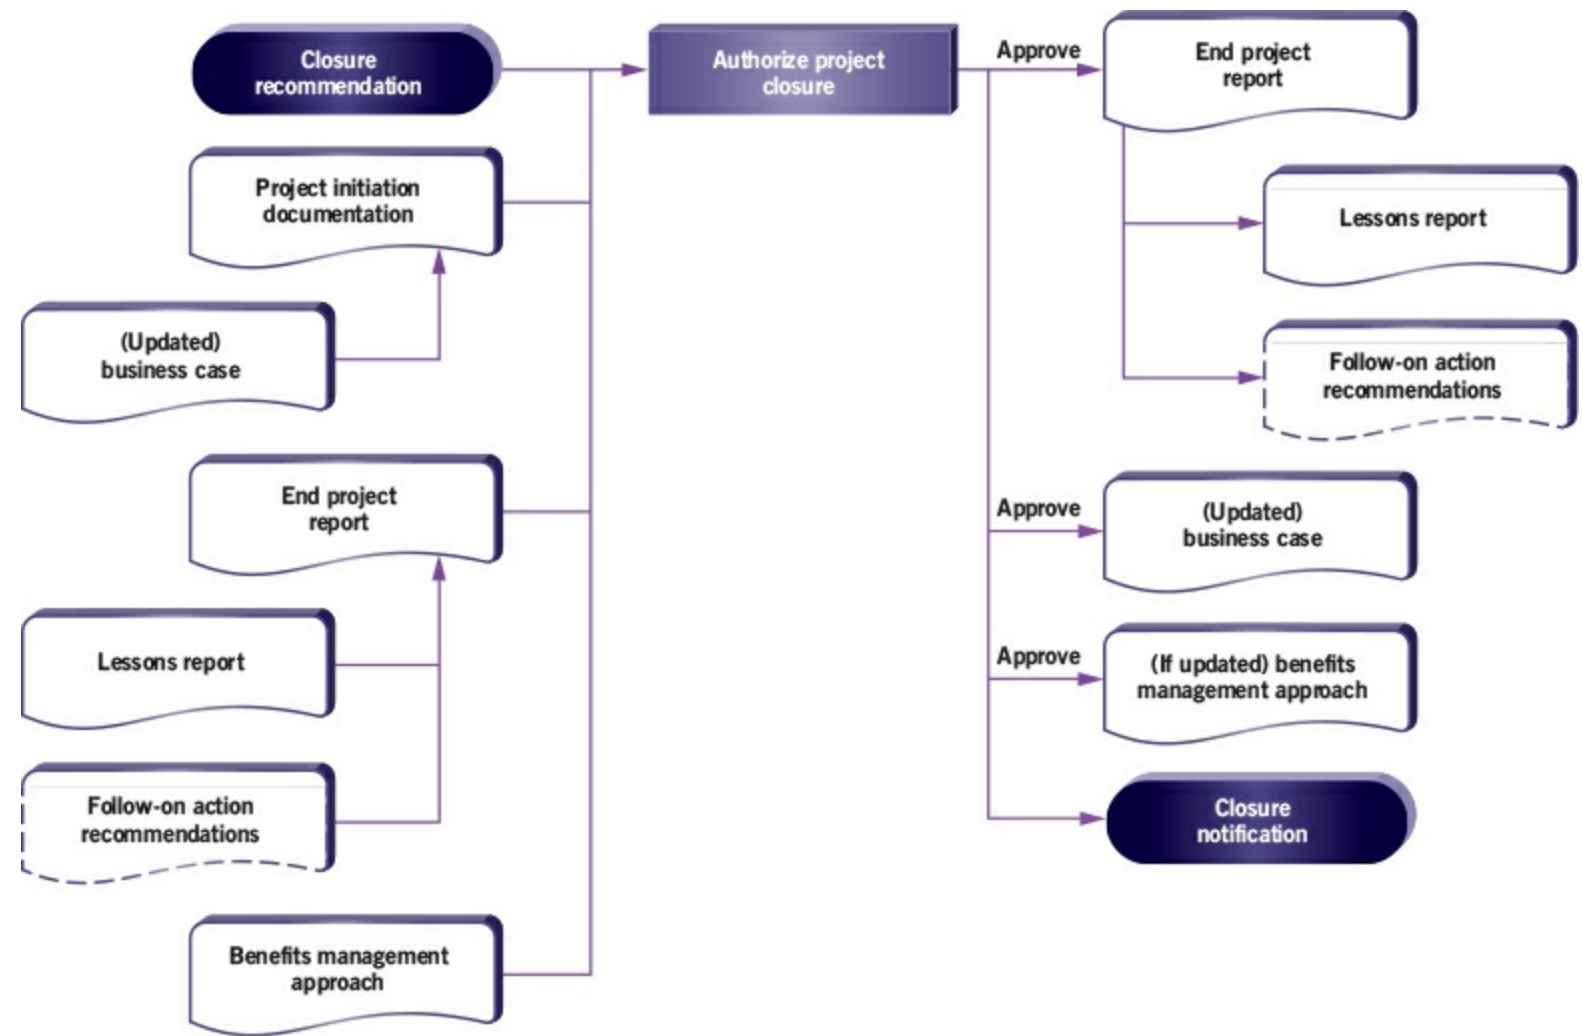 Closure
recommendation
Authorize project
closure
Approve
End project
report
Project initiation
documentation
Lessons report
(Updated)
business case
Follow-on action
recommendations
End project
report
Approve
(Updated)
business case
Lessons report
Approve
(If updated) benefits
management approach
Follow-on action
recommendations
Closure
notification
Benefits management
approach